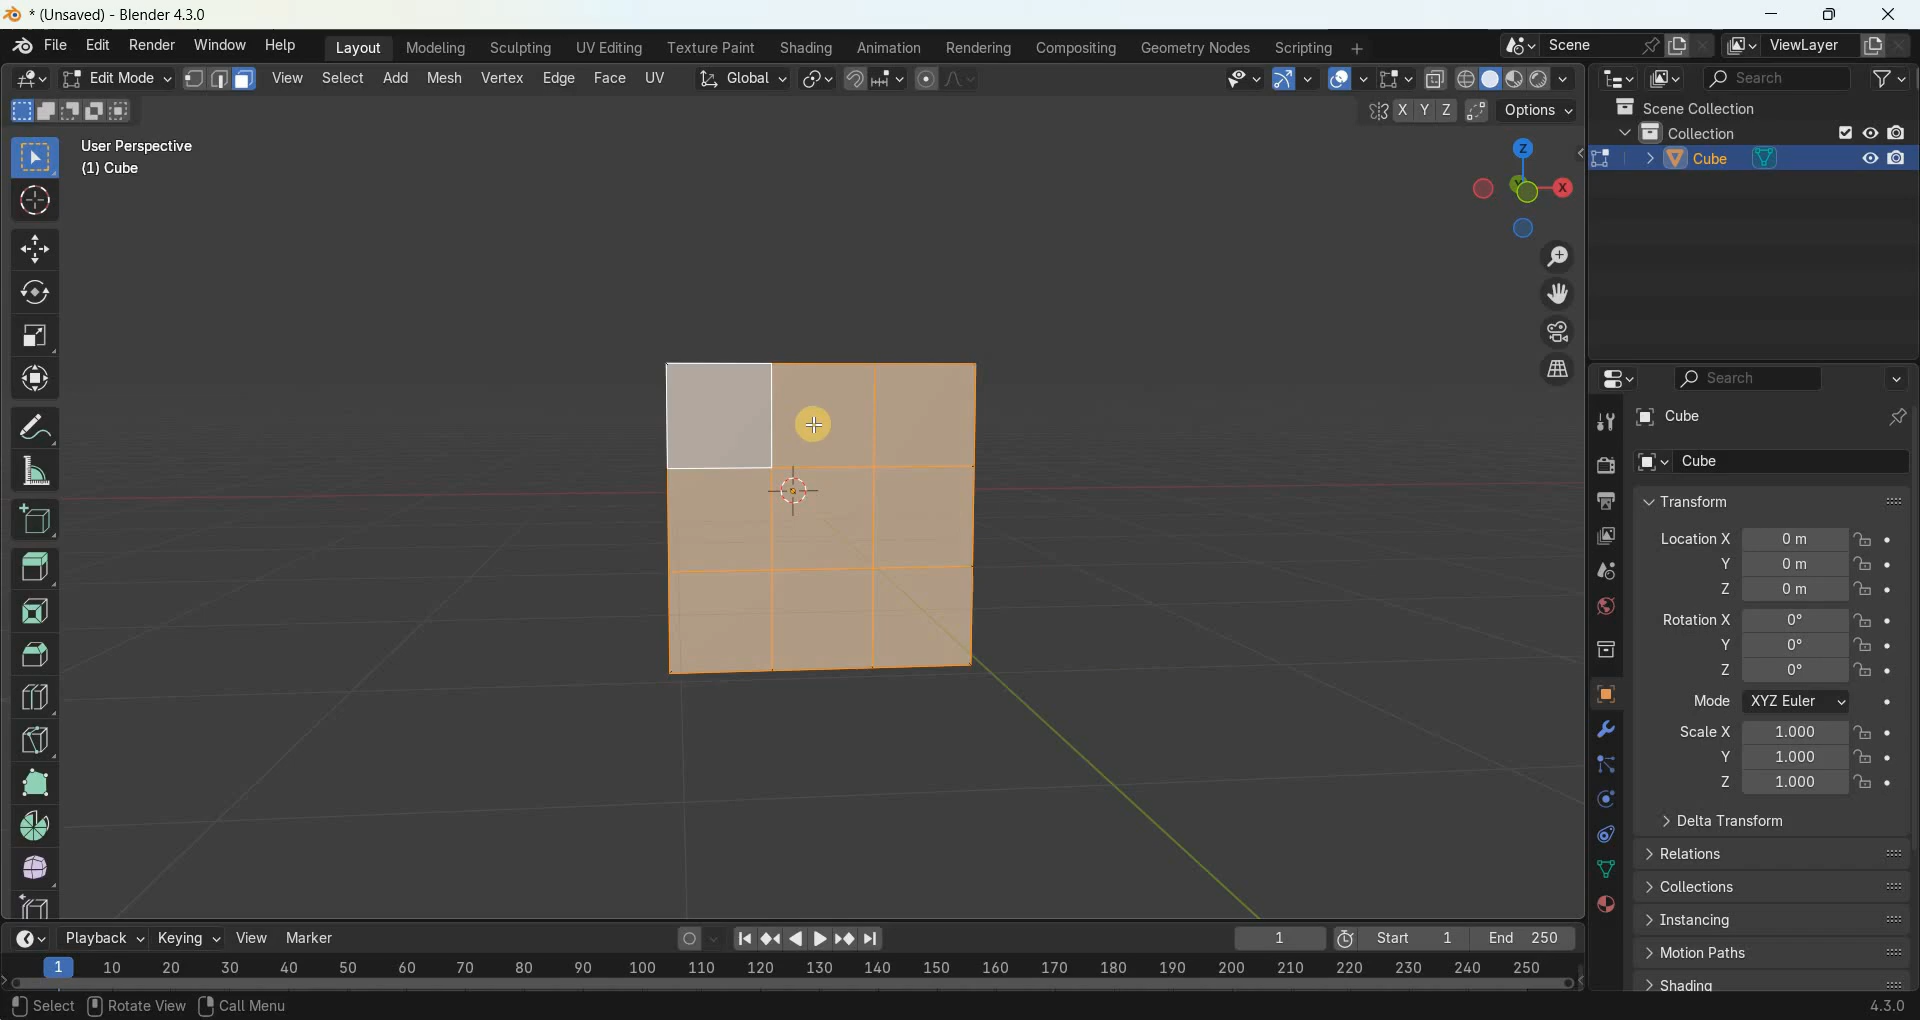 * (Unsaved) - Blender 4.3.0
File Edit Render Window Help Layout Modeling Sculpting UV Editing Texture Paint Shading Animation Rendering Compositing Geometry Nodes Scripting + Scene ViewLayer
Edit Mode View Select Add Mesh Vertex Edge Face UV Global Search
X Y Z Options
User Perspective
(1) Cube
Z
X
Scene Collection
Collection
Cube
Search
Cube
Cube
Transform
Location X 0 m
Y 0 m
Z 0 m
Rotation X 0°
Y 0°
Z 0°
Mode XYZ Euler
Scale X 1.000
Y 1.000
Z 1.000
Delta Transform
Relations
Collections
Instancing
Motion Paths
Shading
Playback Keying View Marker 1 Start 1 End 250
1 10 20 30 40 50 60 70 80 90 100 110 120 130 140 150 160 170 180 190 200 210 220 230 240 250
Select Rotate View Call Menu 4.3.0